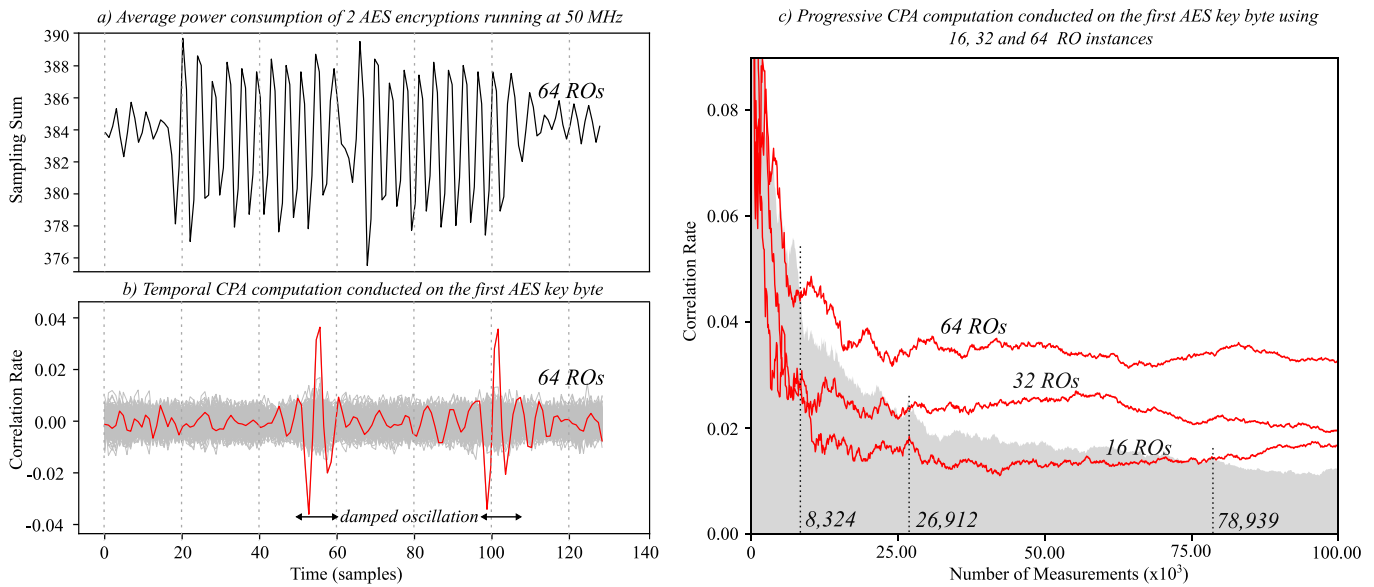 a) Average power consumption of 2 AES encryptions running at 50 MHz
390
388
386
384
382
380
378
376
Sampling Sum
64 ROs
b) Temporal CPA computation conducted on the first AES key byte
0.04
0.02
0.00
-0.02
-0.04
Correlation Rate
64 ROs
damped oscillation
0 20 40 60 80 100 120 140
Time (samples)
c) Progressive CPA computation conducted on the first AES key byte using
16, 32 and 64 RO instances
0.08
0.06
0.04
0.02
0.00
Correlation Rate
64 ROs
32 ROs
16 ROs
8,324 26,912 78,939
0 25.00 50.00 75.00 100.00
Number of Measurements (x10³)